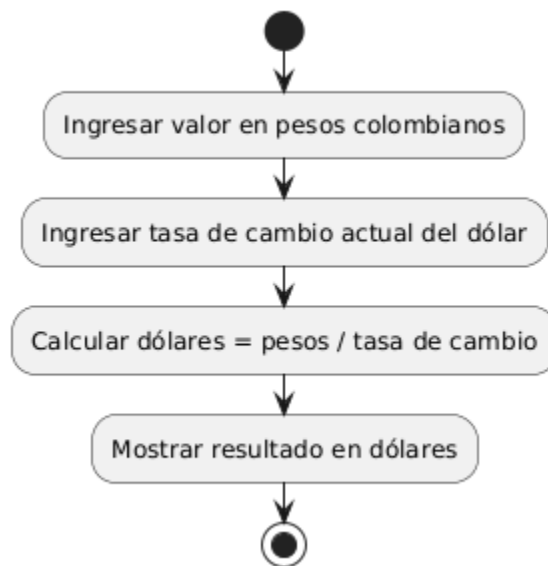 Ingresar valor en pesos colombianos
Ingresar tasa de cambio actual del dólar
Calcular dólares = pesos / tasa de cambio
Mostrar resultado en dólares